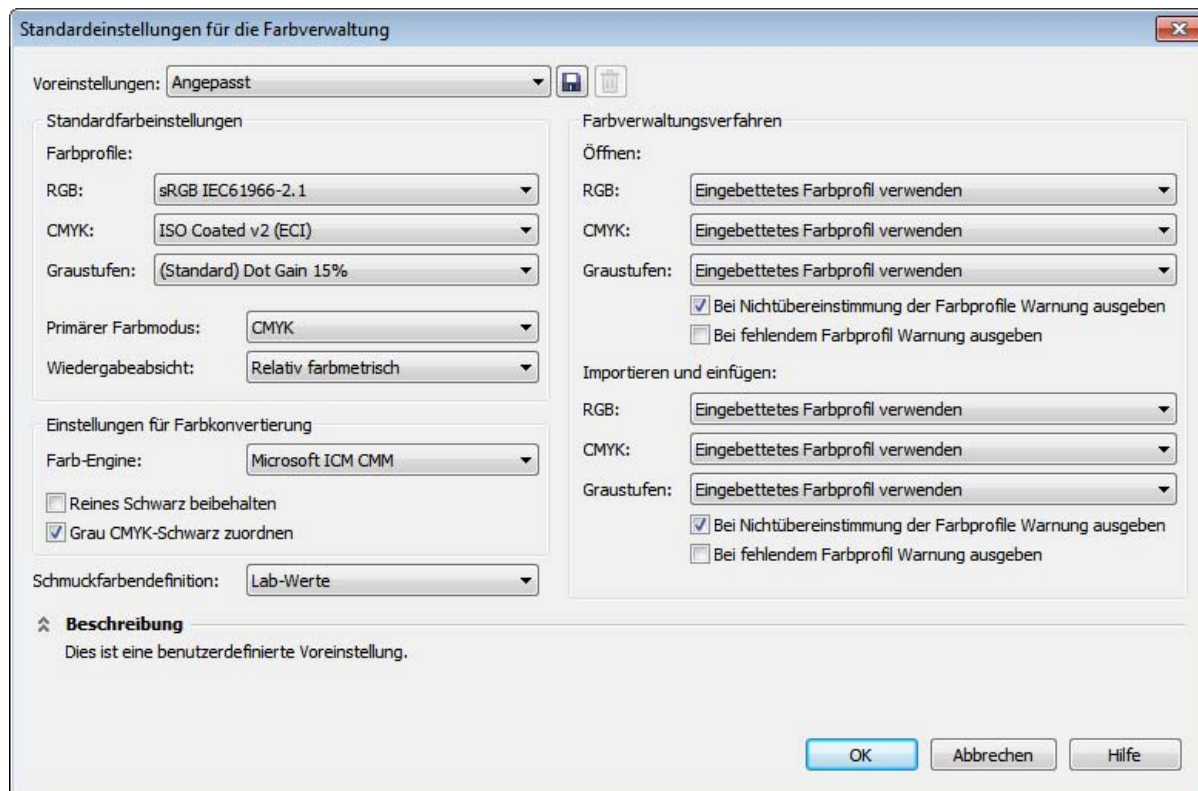 Standardeinstellungen für die Farbverwaltung
Voreinstellungen: Angepasst
Standardfarbeinstellungen
Farbprofile:
RGB: sRGB IEC61966-2.1
CMYK: ISO Coated v2 (ECI)
Graustufen: (Standard) Dot Gain 15%
Primärer Farbmodus: CMYK
Wiedergabeabsicht: Relativ farbmetrisch
Einstellungen für Farbkonvertierung
Farb-Engine: Microsoft ICM CMM
Reines Schwarz beibehalten
Grau CMYK-Schwarz zuordnen
Schmuckfarbendefinition: Lab-Werte
Farbverwaltungsverfahren
Öffnen:
RGB: Eingebettetes Farbprofil verwenden
CMYK: Eingebettetes Farbprofil verwenden
Graustufen: Eingebettetes Farbprofil verwenden
Bei Nichtübereinstimmung der Farbprofile Warnung ausgeben
Bei fehlendem Farbprofil Warnung ausgeben
Importieren und einfügen:
RGB: Eingebettetes Farbprofil verwenden
CMYK: Eingebettetes Farbprofil verwenden
Graustufen: Eingebettetes Farbprofil verwenden
Bei Nichtübereinstimmung der Farbprofile Warnung ausgeben
Bei fehlendem Farbprofil Warnung ausgeben
Beschreibung
Dies ist eine benutzerdefinierte Voreinstellung.
OK Abbrechen Hilfe